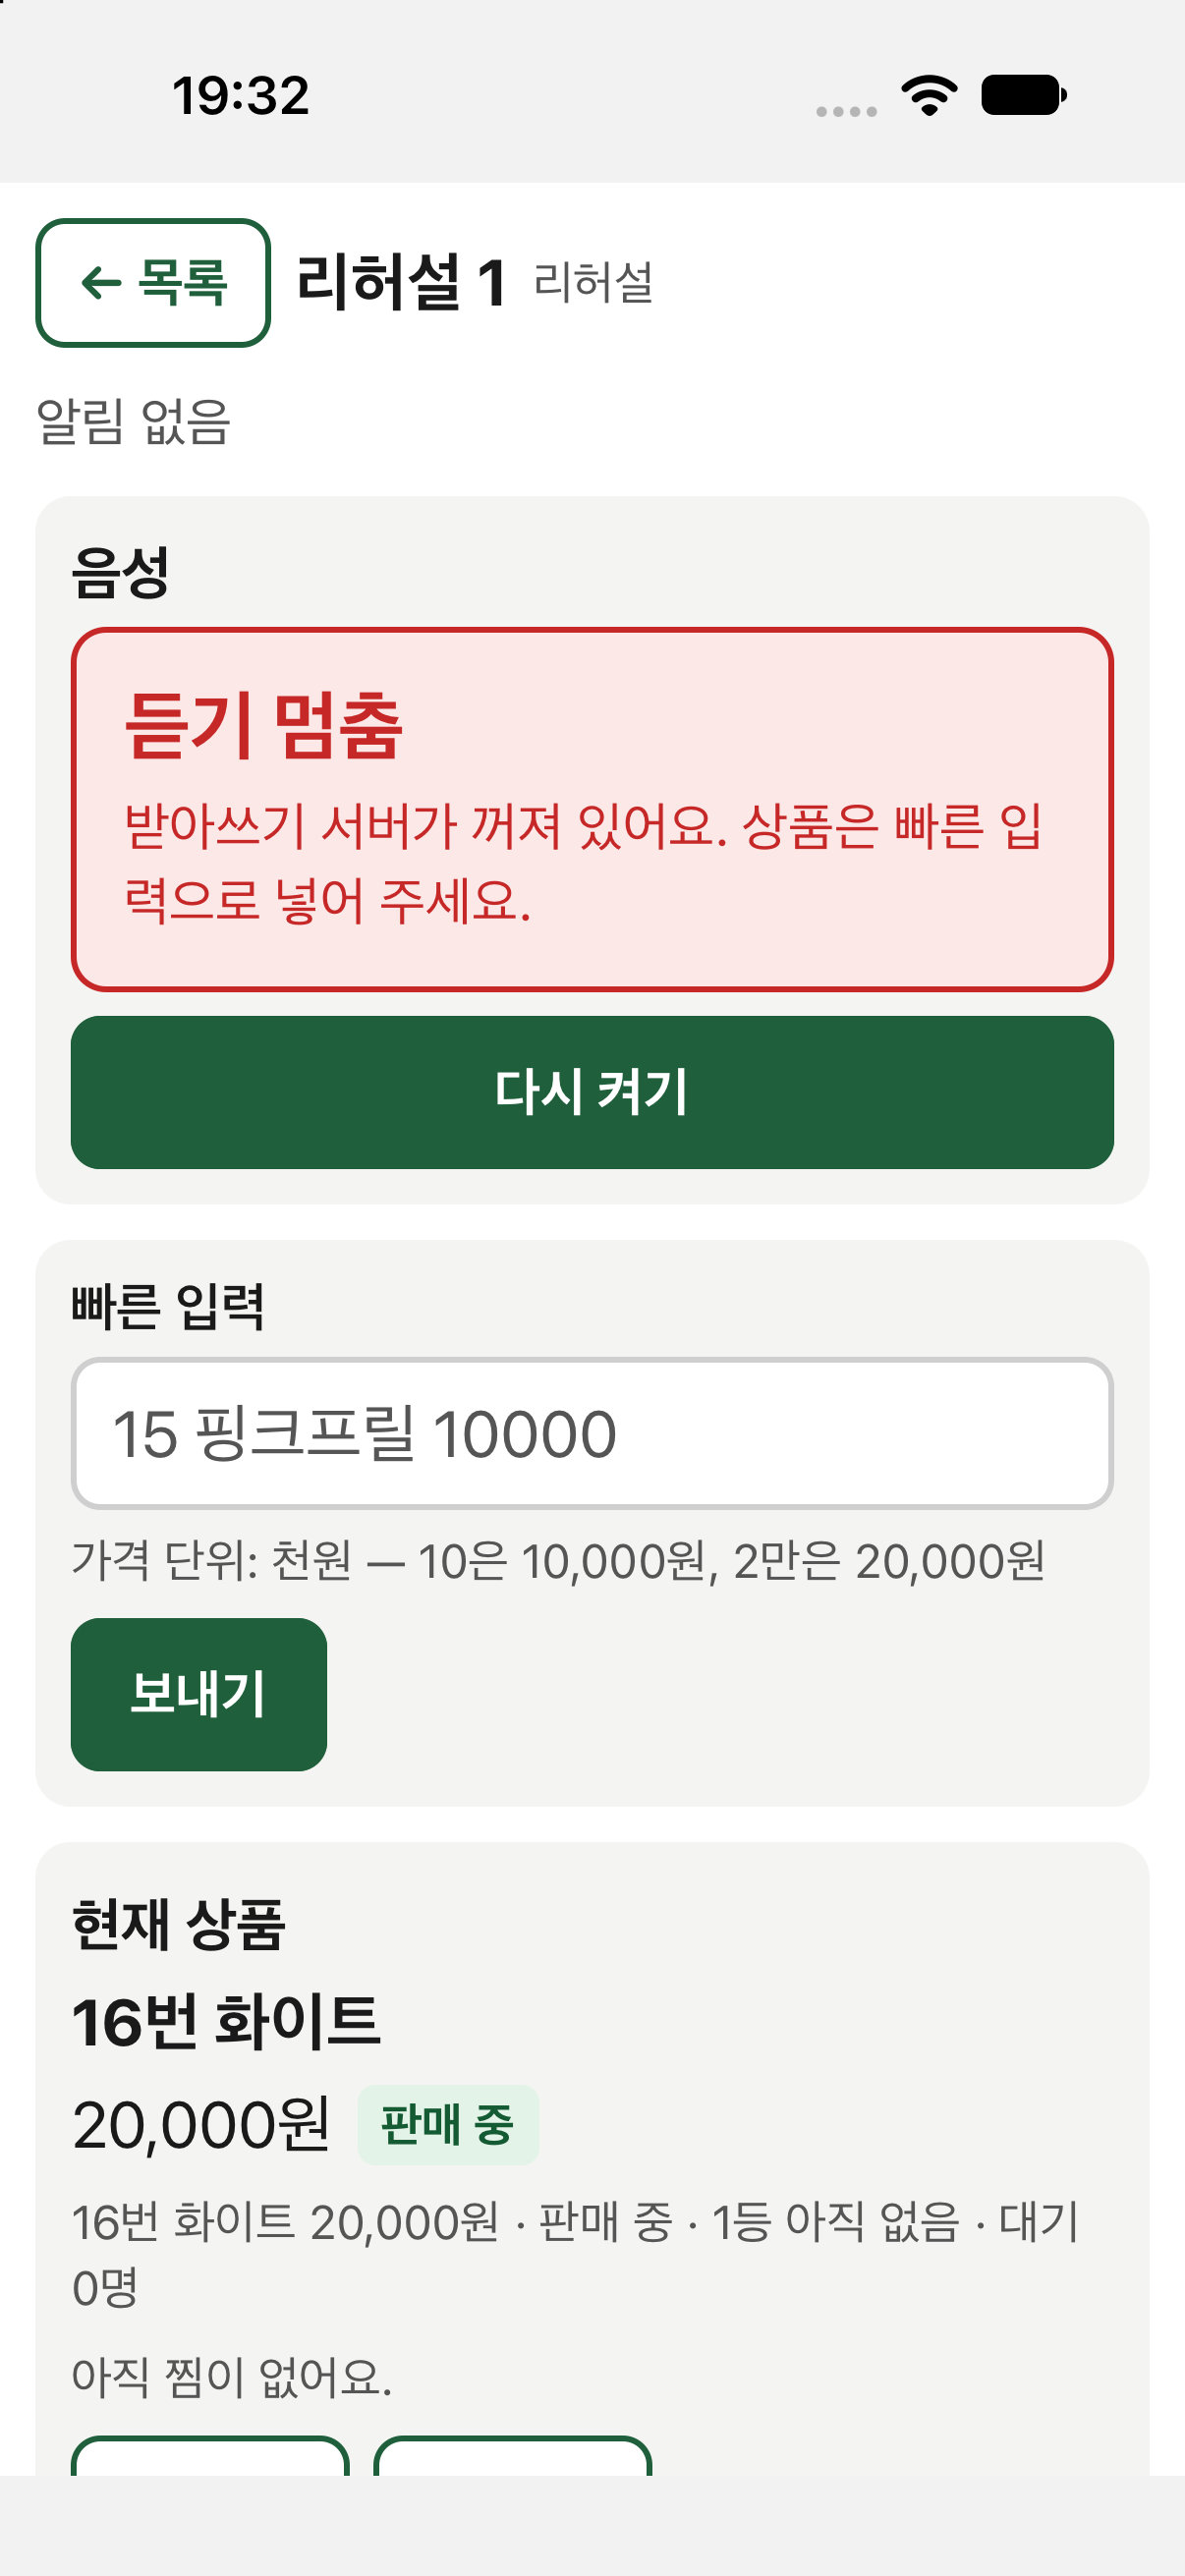 19:32
← 목록 리허설 1 리허설
알림 없음
음성
듣기 멈춤
받아쓰기 서버가 꺼져 있어요. 상품은 빠른 입
력으로 넣어 주세요.
다시 켜기
빠른 입력
15 핑크프릴 10000
가격 단위: 천원 — 10은 10,000원, 2만은 20,000원
보내기
현재 상품
16번 화이트
20,000원 판매 중
16번 화이트 20,000원 · 판매 중 · 1등 아직 없음 · 대기
0명
아직 찜이 없어요.